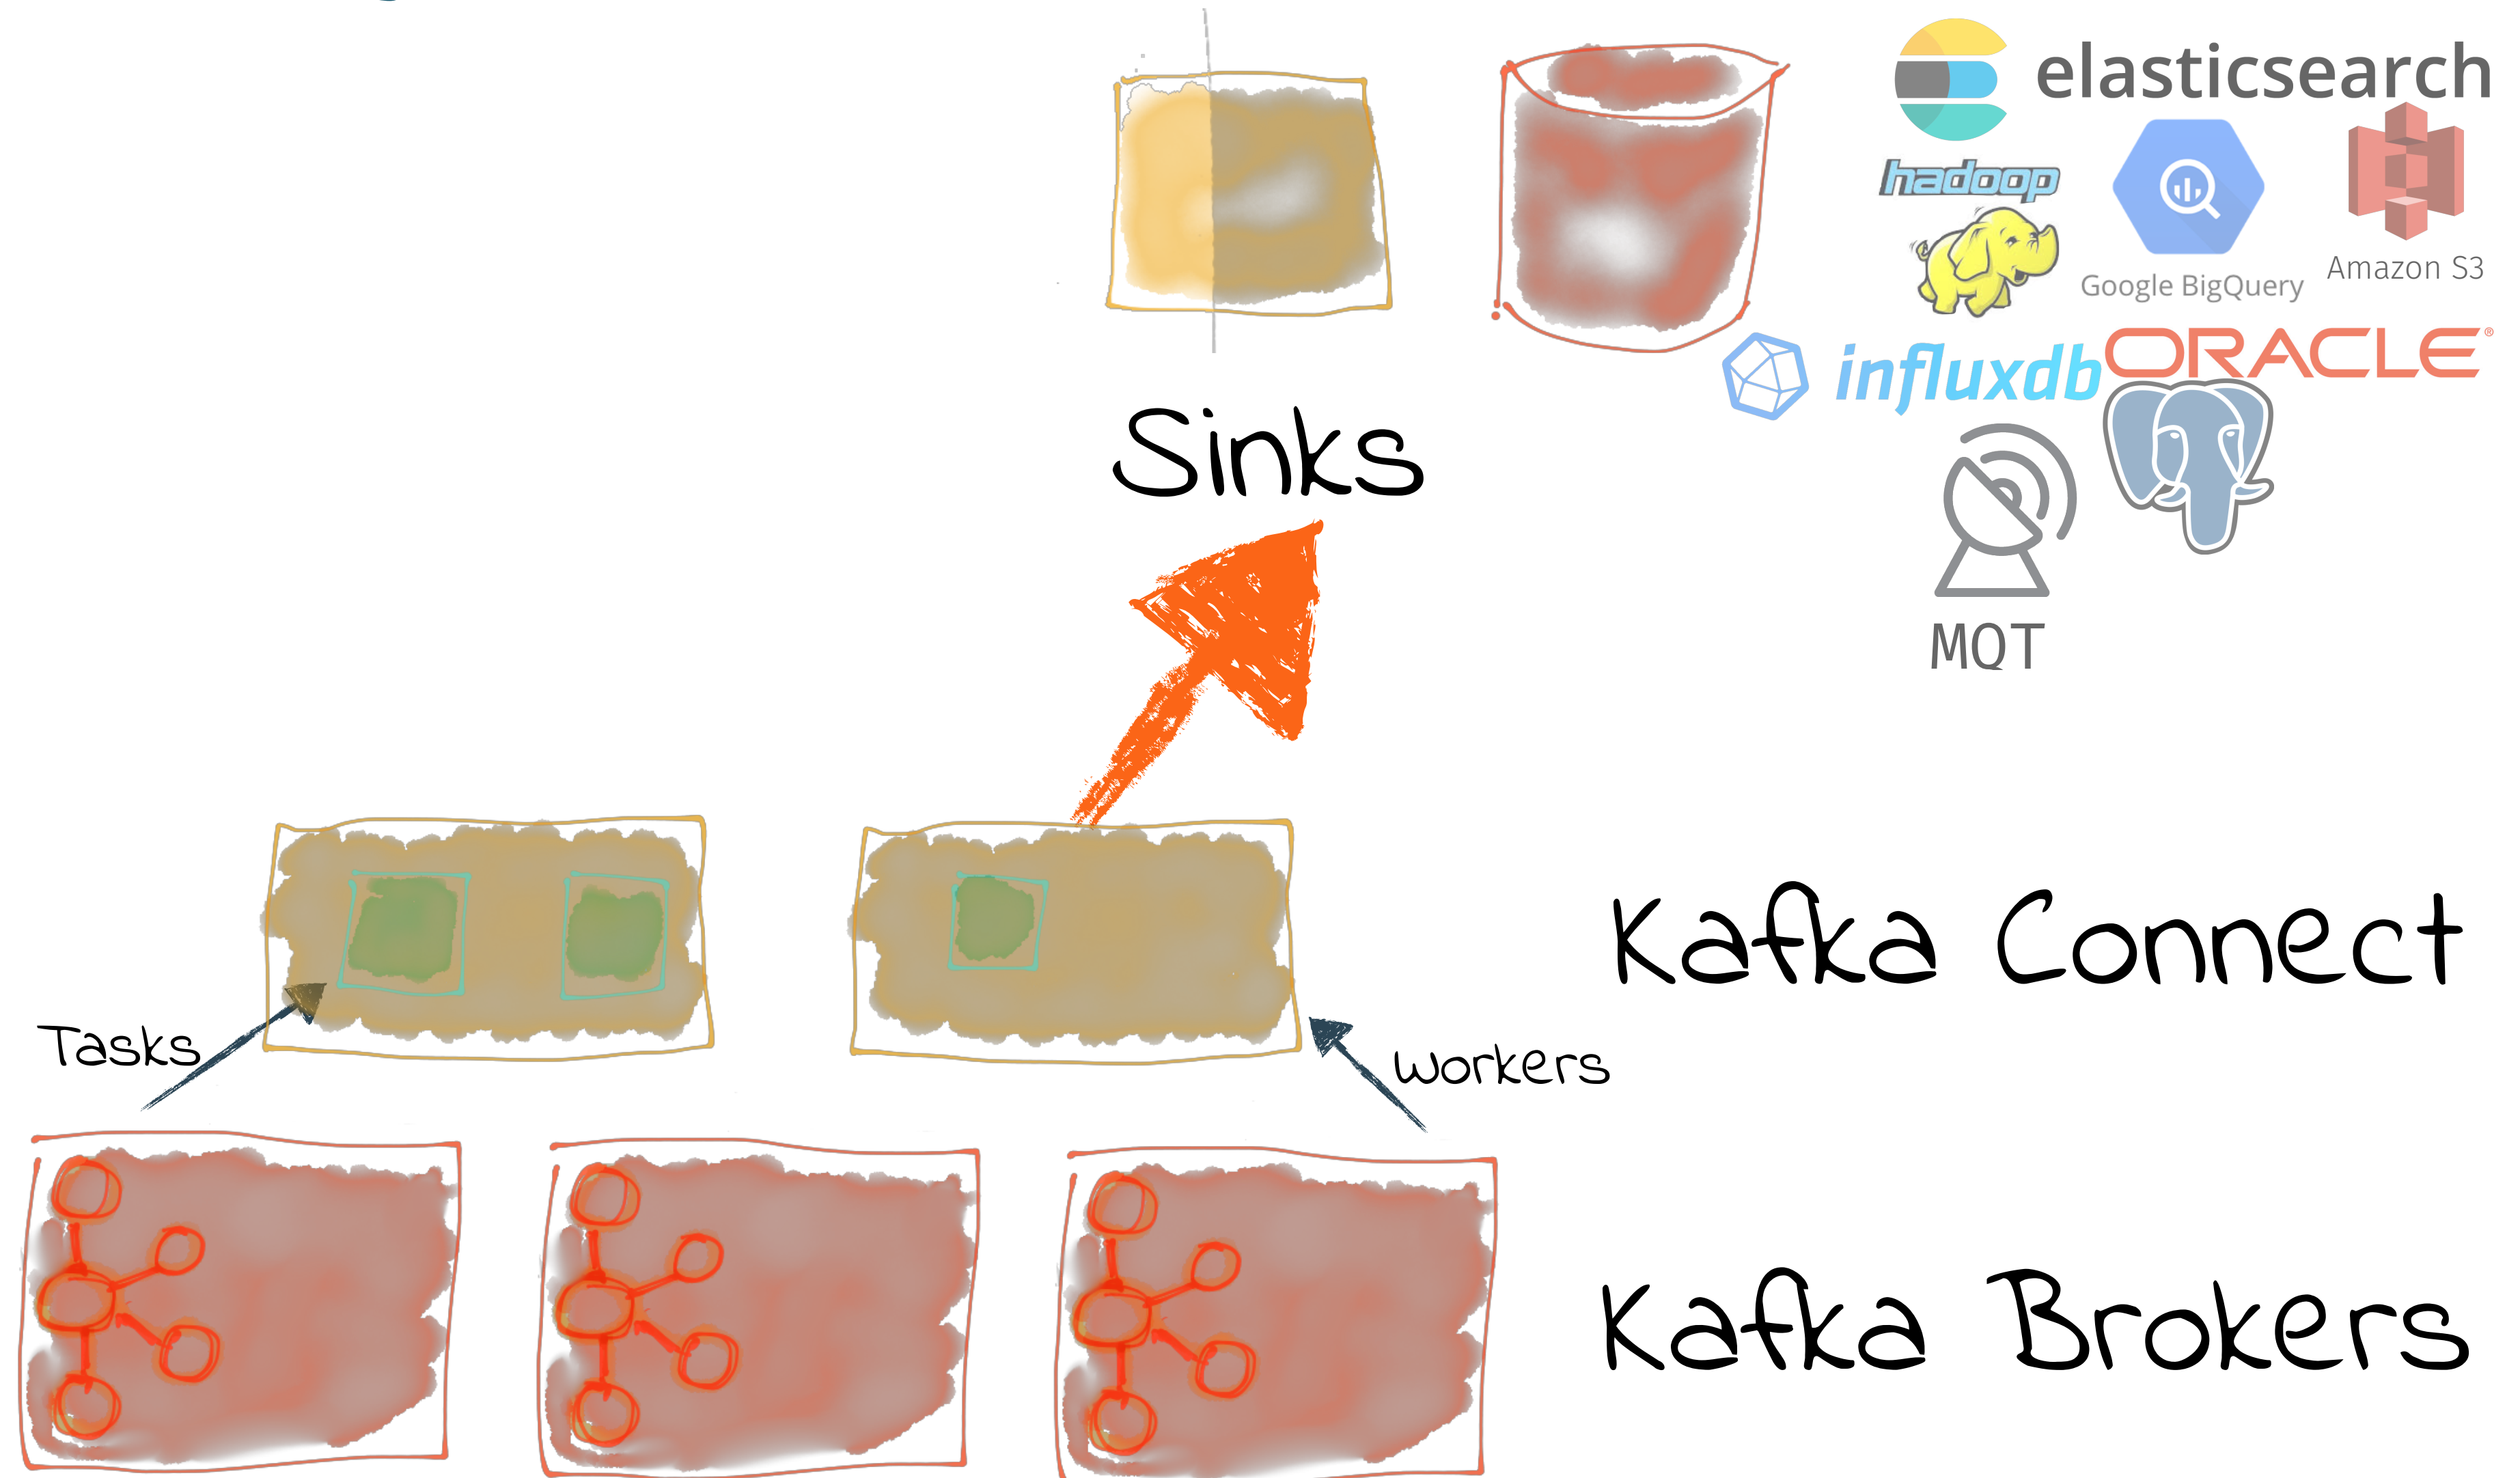 elasticsearch
hadoop
Google BigQuery
Amazon S3
influxdb
ORACLE®
Sinks
MQT
Kafka Connect
Tasks
Workers
Kafka Brokers